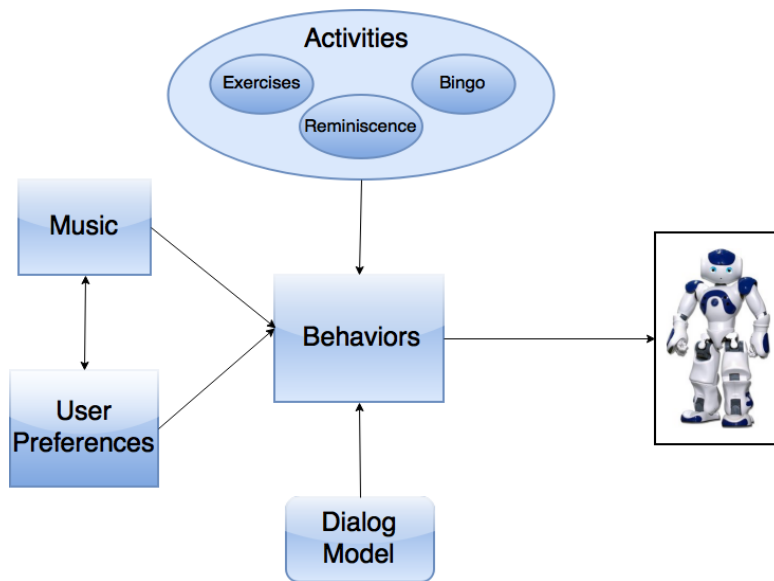 Activities
Exercises
Bingo
Reminiscence
Music
Behaviors
User
Preferences
Dialog
Model